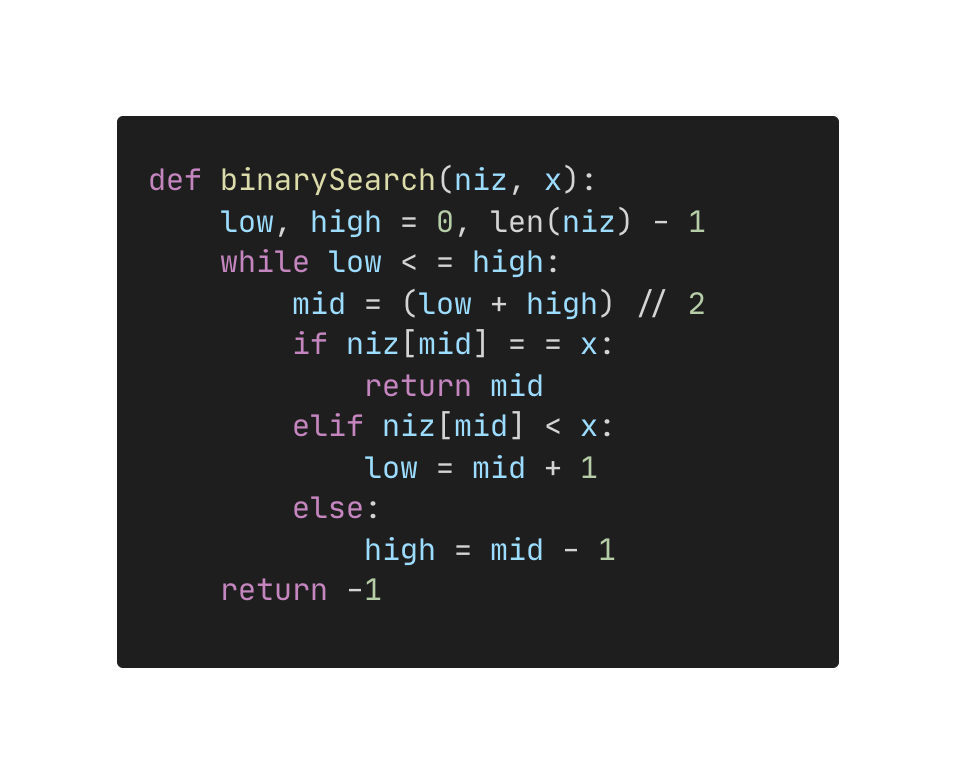 def binarySearch(niz, x):
    low, high = 0, len(niz) - 1
    while low < = high:
        mid = (low + high) // 2
        if niz[mid] = = x:
            return mid
        elif niz[mid] < x:
            low = mid + 1
        else:
            high = mid - 1
    return -1